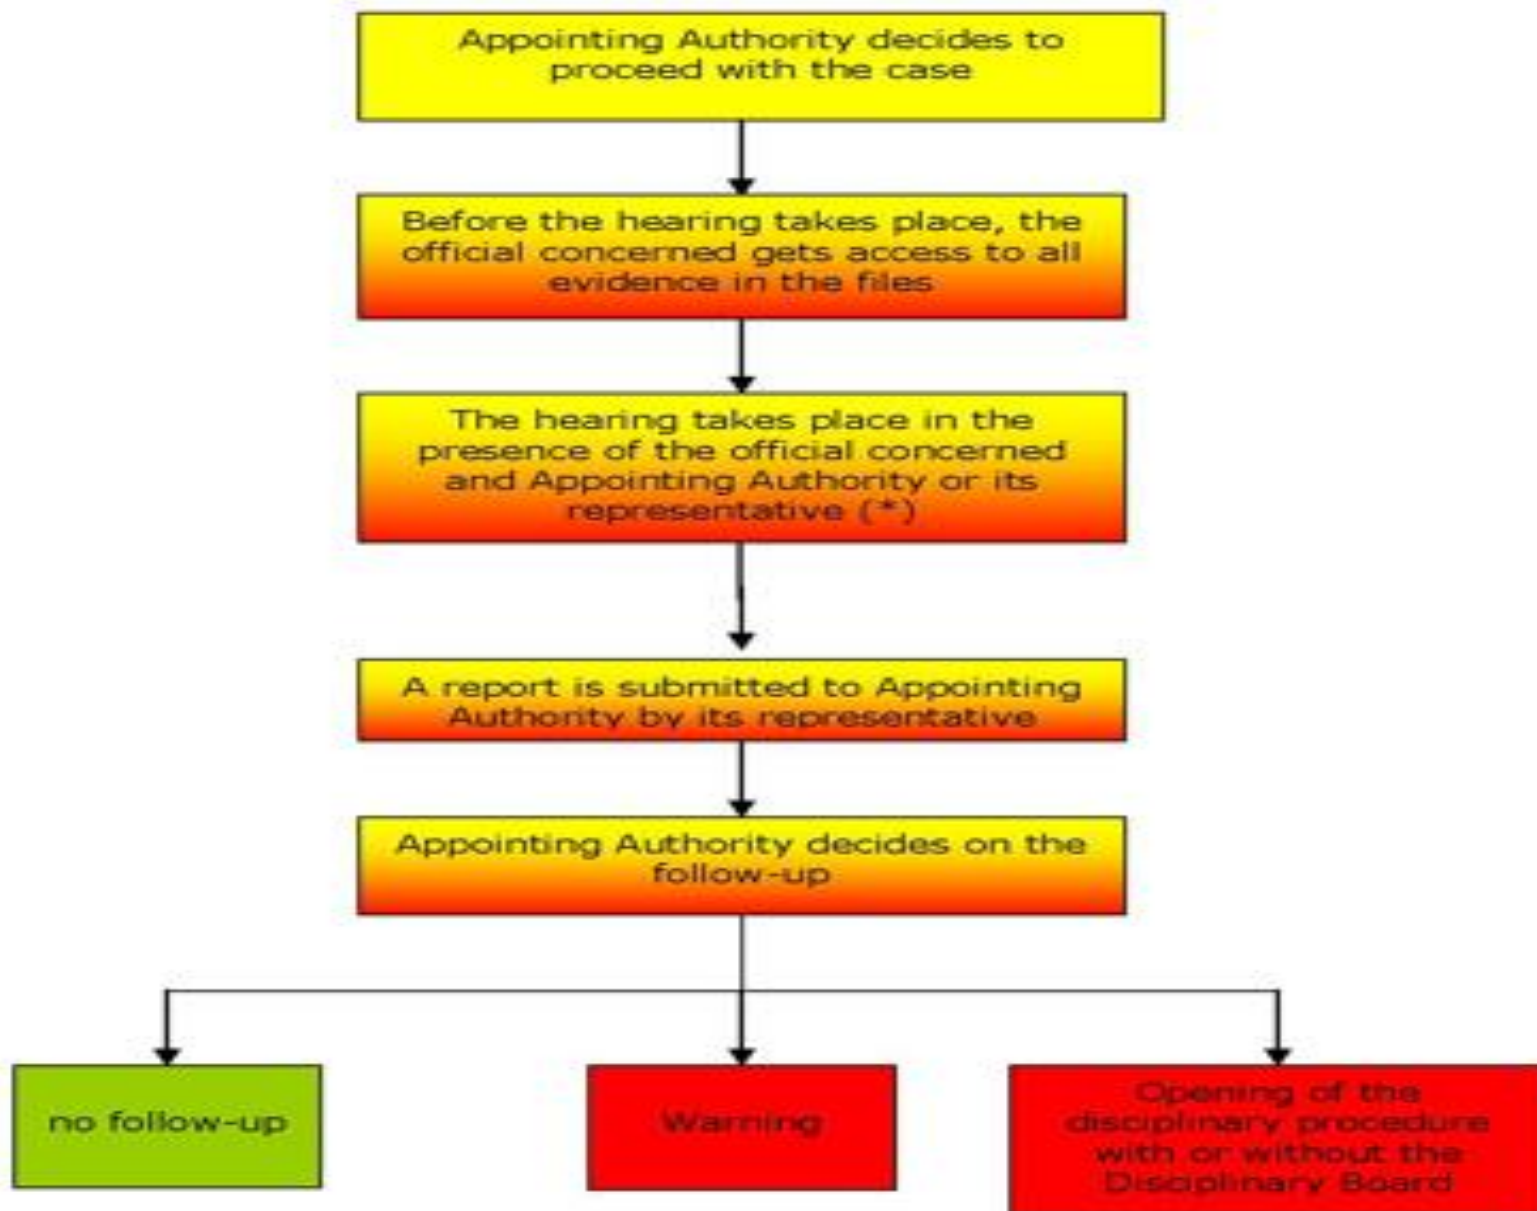 Appointing Authority decides to
proceed with the case
Before the hearing takes place, the
official concerned gets access to all
evidence in the files
The hearing takes place in the
presence of the official concerned
and Appointing Authority or its
representative (*)
A report is submitted to Appointing
Authority by its representative
Appointing Authority decides on the
follow-up
no follow-up
Warning
Opening of the
disciplinary procedure
with or without the
Disciplinary Board